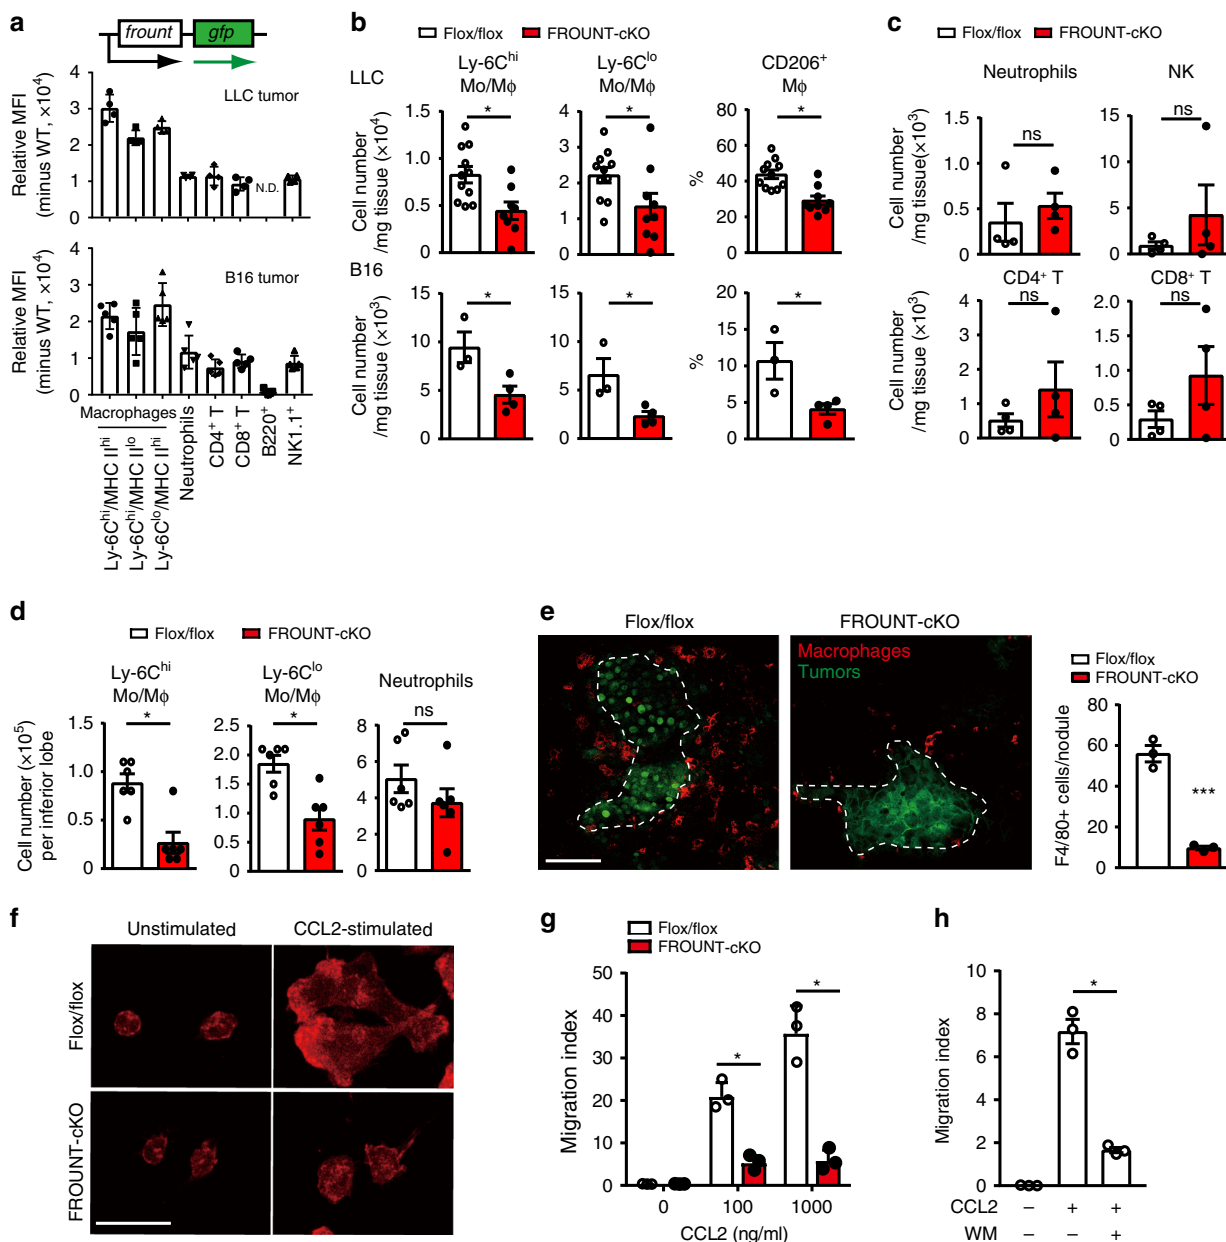 a
frount
gfp
LLC tumor
Relative MFI
(minus WT, ×10⁴)
4
3
2
1
0
N.D.
B16 tumor
Relative MFI
(minus WT, ×10⁴)
4
3
2
1
0
Macrophages
Ly-6Cʰⁱ/MHC IIʰⁱ
Ly-6Cʰⁱ/MHC IIˡᵒ
Ly-6Cˡᵒ/MHC IIʰⁱ
Neutrophils
CD4⁺ T
CD8⁺ T
B220⁺
NK1.1⁺
b
Flox/flox
FROUNT-cKO
LLC
Ly-6Cʰⁱ
Mo/Mϕ
Ly-6Cˡᵒ
Mo/Mϕ
CD206⁺
Mϕ
Cell number
/mg tissue (×10⁴)
1.5
1.0
0.5
0
*
4
3
2
1
0
*
%
60
40
20
0
*
B16
Cell number
/mg tissue (×10³)
15
10
5
0
*
10
5
0
*
%
20
15
10
5
0
*
c
Flox/flox
FROUNT-cKO
Neutrophils
NK
Cell number
/mg tissue(×10³)
1.5
1.0
0.5
0
ns
15
10
5
0
ns
CD4⁺ T
CD8⁺ T
Cell number
/mg tissue (×10³)
4
3
2
1
0
ns
2.0
1.5
1.0
0.5
0
ns
d
Flox/flox
FROUNT-cKO
Ly-6Cʰⁱ
Mo/Mϕ
Ly-6Cˡᵒ
Mo/Mϕ
Neutrophils
Cell number (×10⁵)
per inferior lobe
1.5
1.0
0.5
0
*
2.5
2.0
1.5
1.0
0.5
0
*
8
6
4
2
0
ns
e
Flox/flox
FROUNT-cKO
Macrophages
Tumors
Flox/flox
FROUNT-cKO
F4/80+ cells/nodule
80
60
40
20
0
***
f
Unstimulated
CCL2-stimulated
Flox/flox
FROUNT-cKO
g
Flox/flox
FROUNT-cKO
Migration index
50
40
30
20
10
0
*
*
0
100
1000
CCL2 (ng/ml)
h
Migration index
10
8
6
4
2
0
*
CCL2 – + +
WM – – +